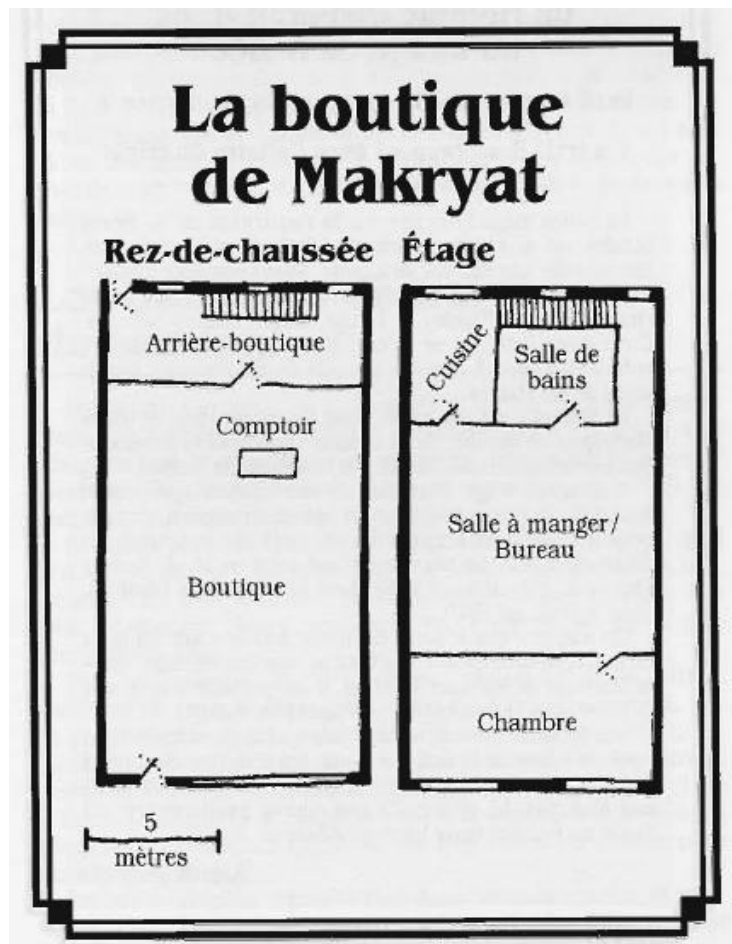 La boutique
de Makryat
Rez-de-chaussée
Étage
Arrière-boutique
Comptoir
Boutique
Cuisine
Salle de
bains
Salle à manger/
Bureau
Chambre
5
mètres